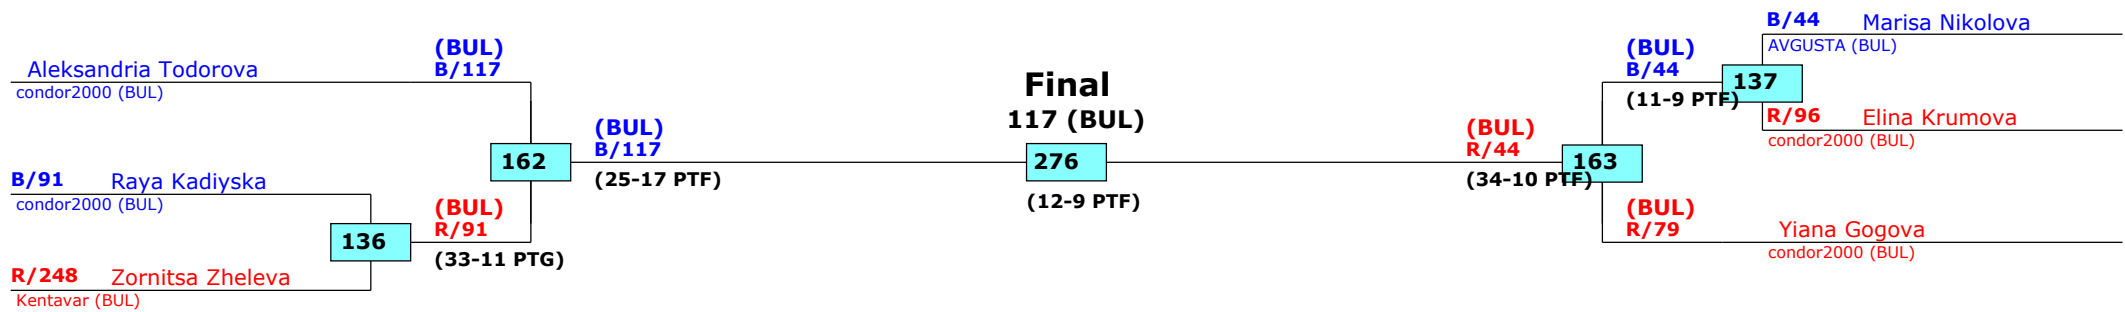 (BUL)
Aleksandria Todorova B/117
condor2000 (BUL)
B/91 Raya Kadiyska
condor2000 (BUL)
136
R/248 Zornitsa Zheleva
Kentavar (BUL)
(BUL)
R/91
(33-11 PTG)
162
(BUL)
B/117
(25-17 PTF)
Final
117 (BUL)
276
(12-9 PTF)
(BUL)
R/44
(34-10 PTF)
163
(BUL)
B/44
(11-9 PTF)
137
B/44 Marisa Nikolova
AVGUSTA (BUL)
R/96 Elina Krumova
condor2000 (BUL)
(BUL)
R/79 Yiana Gogova
condor2000 (BUL)